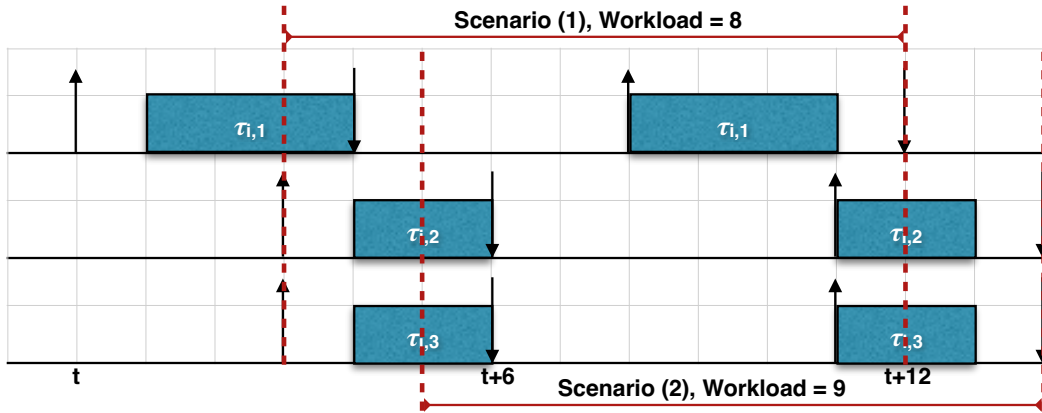 Scenario (1), Workload = 8
τi,1 τi,1
τi,2 τi,2
τi,3 τi,3
t t+6 t+12
Scenario (2), Workload = 9